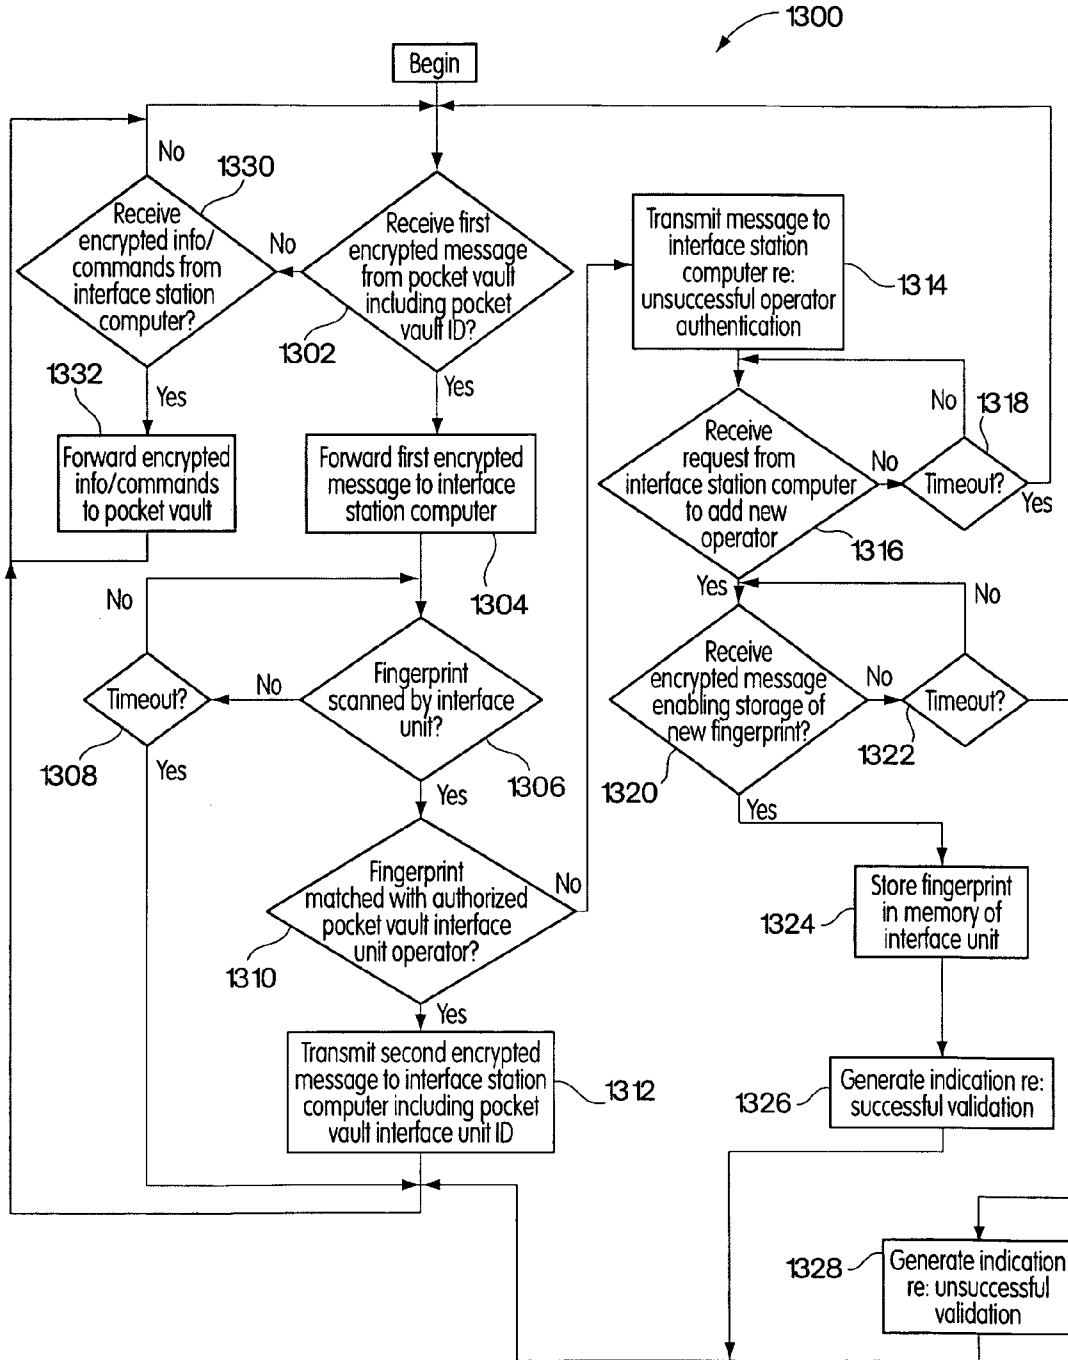 1300
Begin
No
1330
Receive
encrypted info/
commands from
interface station
computer?
No
Receive first
encrypted message
from pocket vault
including pocket
vault ID?
1302
Transmit message to
interface station
computer re:
unsuccessful operator
authentication
1314
1332
Yes
Yes
Forward encrypted
info/commands
to pocket vault
Forward first encrypted
message to interface
station computer
1304
Receive
request from
interface station computer
to add new
operator
No
No
1318
Timeout?
Yes
1316
Yes
No
Timeout?
1308
No
Fingerprint
scanned by interface
unit?
1306
Yes
Yes
Receive
encrypted message
enabling storage of
new fingerprint?
1320
No
No
Timeout?
1322
Yes
Fingerprint
matched with authorized
pocket vault interface
unit operator?
No
1310
Yes
Store fingerprint
in memory of
interface unit
1324
Transmit second encrypted
message to interface station
computer including pocket
vault interface unit ID
1312
Generate indication re:
successful validation
1326
Generate indication
re: unsuccessful
validation
1328